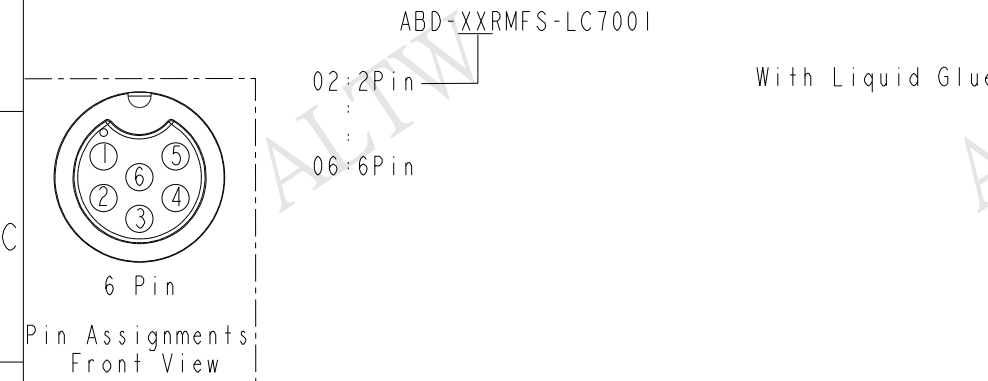 ABD-XXRMFS-LC7001
02:2Pin
:
:
06:6Pin
With Liquid Glue
1
5
6
2
4
3
6 Pin
Pin Assignments
Front View
C
ALTW
A